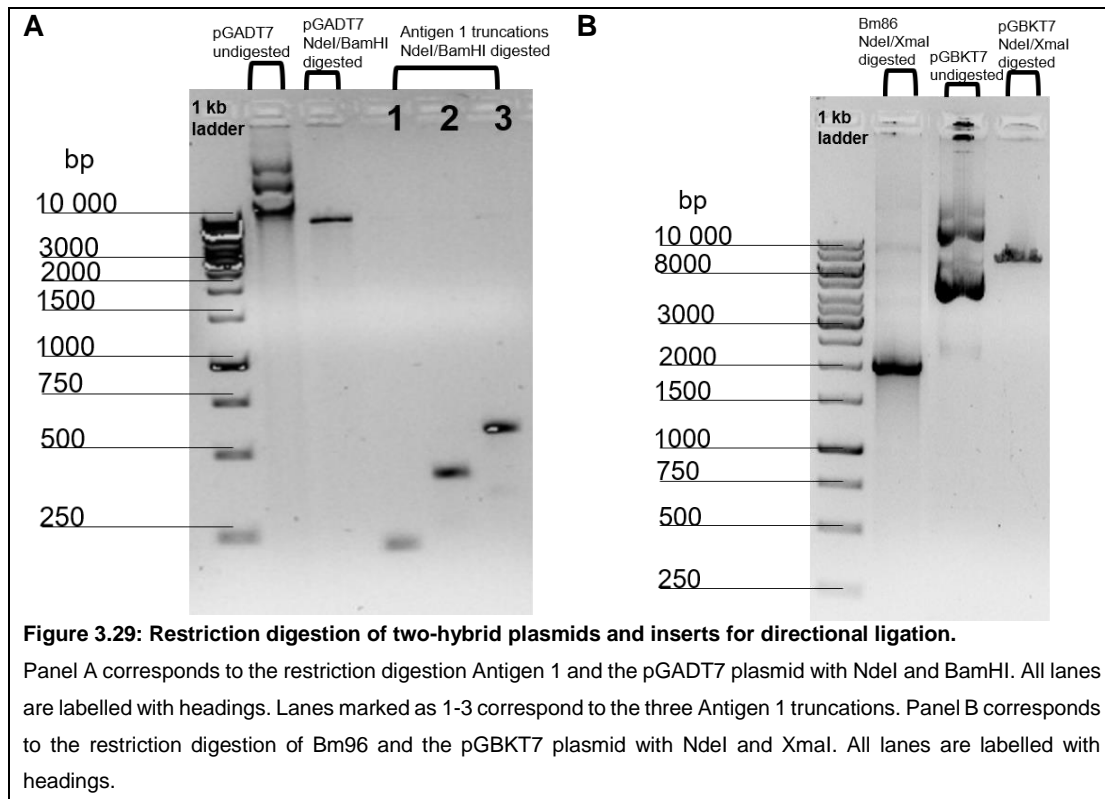 A
pGADT7
undigested
pGADT7
NdeI/BamHI
digested
Antigen 1 truncations
NdeI/BamHI digested
1 kb
ladder
1
2
3
bp
10 000
3000
2000
1500
1000
750
500
250
B
Bm86
NdeI/XmaI
digested
pGBKT7
undigested
pGBKT7
NdeI/XmaI
digested
1 kb
ladder
bp
10 000
8000
3000
2000
1500
1000
750
500
250
Figure 3.29: Restriction digestion of two-hybrid plasmids and inserts for directional ligation.
Panel A corresponds to the restriction digestion Antigen 1 and the pGADT7 plasmid with NdeI and BamHI. All lanes
are labelled with headings. Lanes marked as 1-3 correspond to the three Antigen 1 truncations. Panel B corresponds
to the restriction digestion of Bm96 and the pGBKT7 plasmid with NdeI and XmaI. All lanes are labelled with
headings.